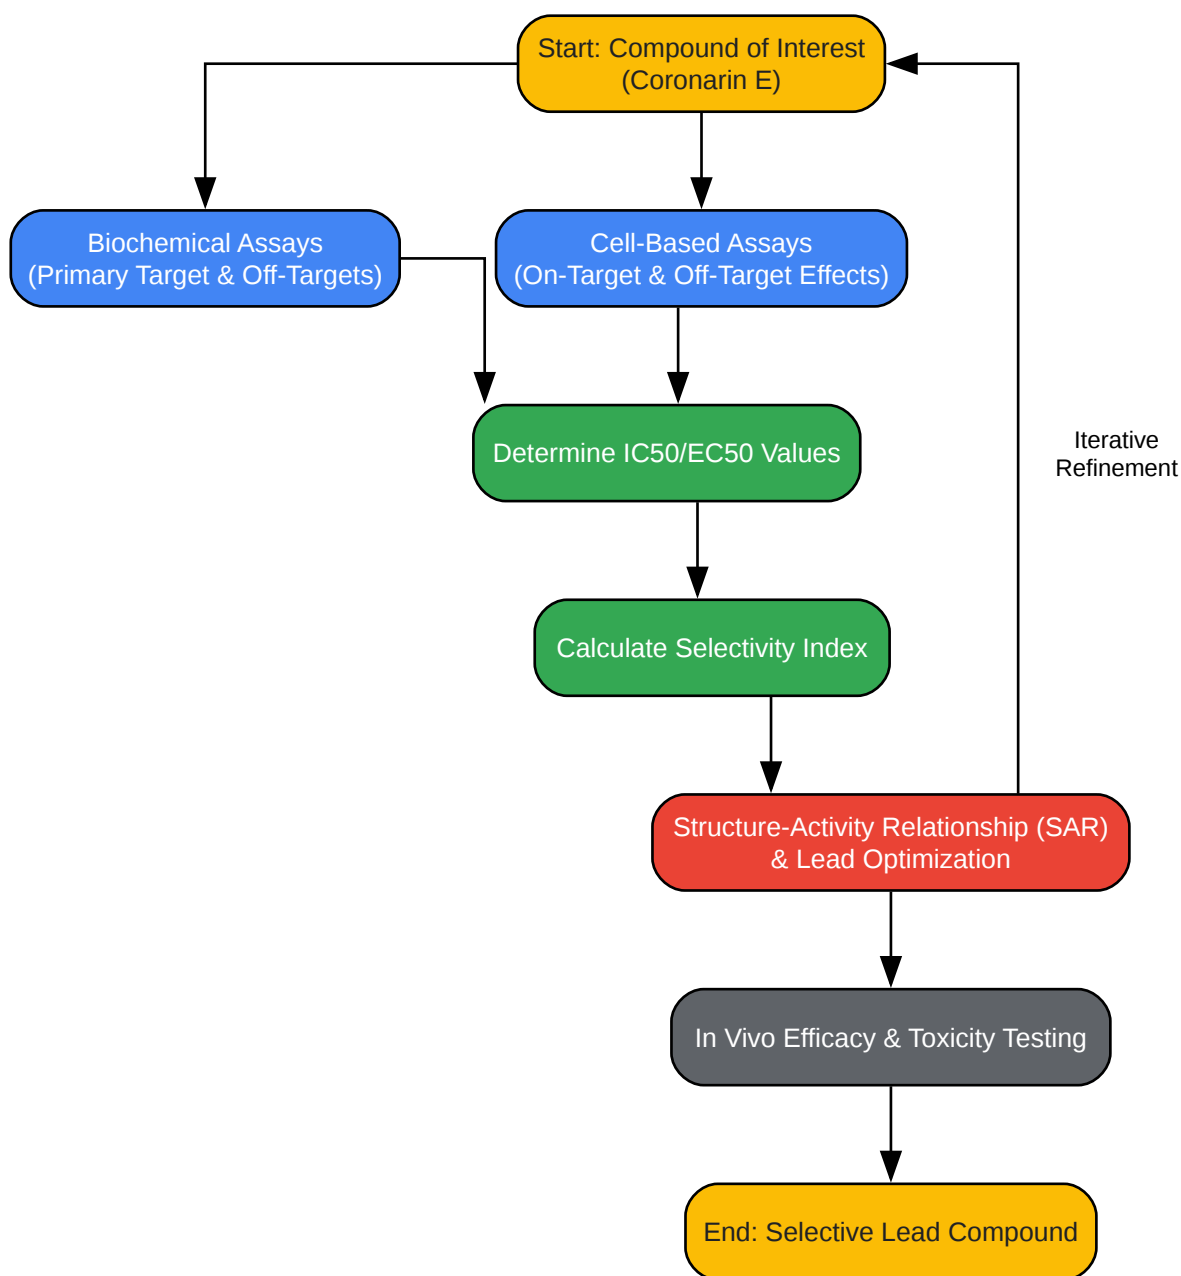 Start: Compound of Interest
(Coronarin E)
Biochemical Assays
(Primary Target & Off-Targets)
Cell-Based Assays
(On-Target & Off-Target Effects)
Determine IC50/EC50 Values
Iterative
Refinement
Calculate Selectivity Index
Structure-Activity Relationship (SAR)
& Lead Optimization
In Vivo Efficacy & Toxicity Testing
End: Selective Lead Compound